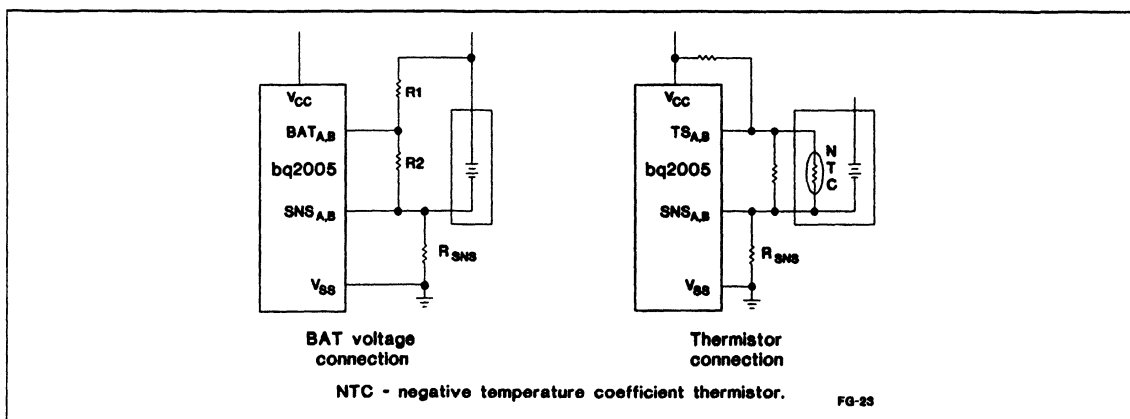 VCC
BATA,B
bq2005
SNSA,B
VSS
R1
R2
RSNS
BAT voltage
connection
VCC
TSA,B
bq2005
SNSA,B
VSS
NTC
RSNS
Thermistor
connection
NTC - negative temperature coefficient thermistor.
FG-23